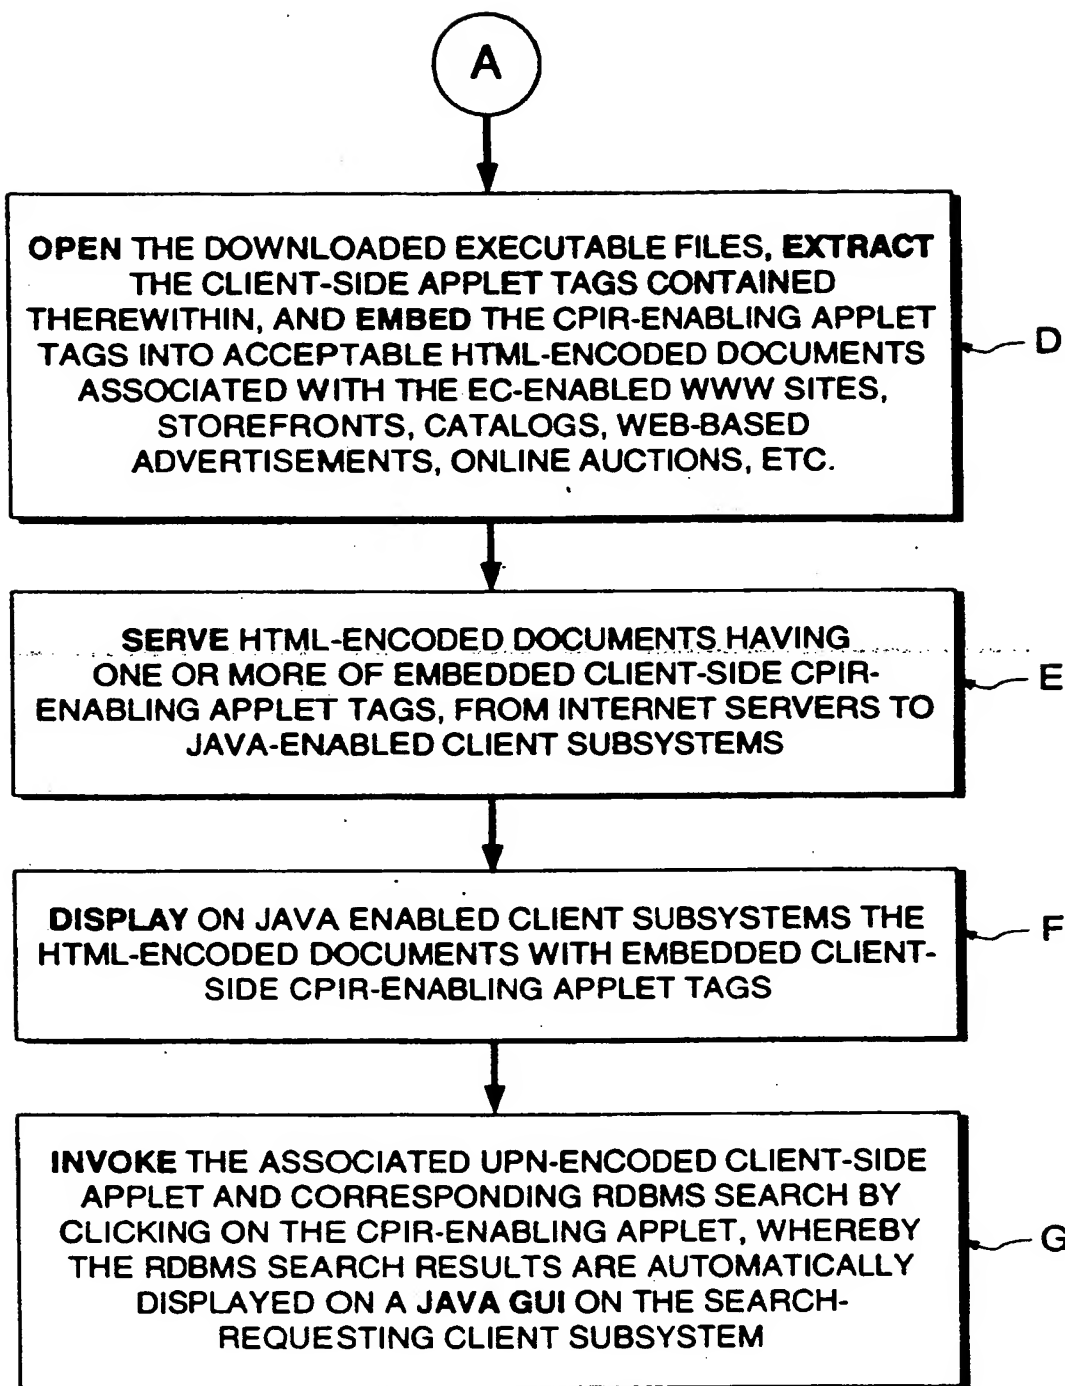 A
OPEN THE DOWNLOADED EXECUTABLE FILES, EXTRACT
THE CLIENT-SIDE APPLET TAGS CONTAINED
THEREWITHIN, AND EMBED THE CPIR-ENABLING APPLET
TAGS INTO ACCEPTABLE HTML-ENCODED DOCUMENTS
ASSOCIATED WITH THE EC-ENABLED WWW SITES,
STOREFRONTS, CATALOGS, WEB-BASED
ADVERTISEMENTS, ONLINE AUCTIONS, ETC.
D
SERVE HTML-ENCODED DOCUMENTS HAVING
ONE OR MORE OF EMBEDDED CLIENT-SIDE CPIR-
ENABLING APPLET TAGS, FROM INTERNET SERVERS TO
JAVA-ENABLED CLIENT SUBSYSTEMS
E
DISPLAY ON JAVA ENABLED CLIENT SUBSYSTEMS THE
HTML-ENCODED DOCUMENTS WITH EMBEDDED CLIENT-
SIDE CPIR-ENABLING APPLET TAGS
F
INVOKE THE ASSOCIATED UPN-ENCODED CLIENT-SIDE
APPLET AND CORRESPONDING RDBMS SEARCH BY
CLICKING ON THE CPIR-ENABLING APPLET, WHEREBY
THE RDBMS SEARCH RESULTS ARE AUTOMATICALLY
DISPLAYED ON A JAVA GUI ON THE SEARCH-
REQUESTING CLIENT SUBSYSTEM
G